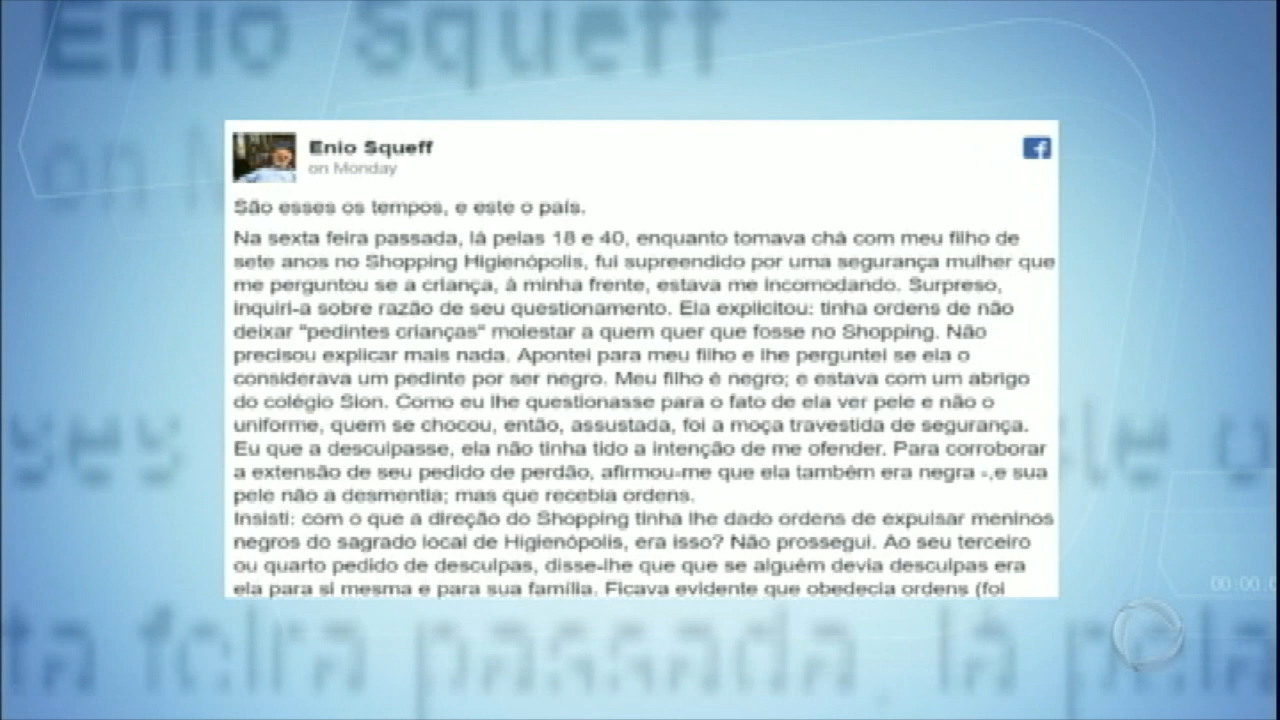 Enio Squeff
Enio Squeff
on Monday
São esses os tempos, e este o país.
Na sexta feira passada, lá pelas 18 e 40, enquanto tomava chá com meu filho de
sete anos no Shopping Higienópolis, fui supreendido por uma segurança mulher que
me perguntou se a criança, à minha frente, estava me incomodando. Surpreso,
inquiri-a sobre razão de seu questionamento. Ela explicitou: tinha ordens de não
deixar "pedintes crianças" molestar a quem quer que fosse no Shopping. Não
precisou explicar mais nada. Apontei para meu filho e lhe perguntei se ela o
considerava um pedinte por ser negro. Meu filho é negro; e estava com um abrigo
do colégio Sion. Como eu lhe questionasse para o fato de ela ver pele e não o
uniforme, quem se chocou, então, assustada, foi a moça travestida de segurança.
Eu que a desculpasse, ela não tinha tido a intenção de me ofender. Para corroborar
a extensão de seu pedido de perdão, afirmou-me que ela também era negra -,e sua
pele não a desmentia; mas que recebia ordens.
Insisti: com o que a direção do Shopping tinha lhe dado ordens de expulsar meninos
negros do sagrado local de Higienópolis, era isso? Não prossegui. Ao seu terceiro
ou quarto pedido de desculpas, disse-lhe que que se alguém devia desculpas era
ela para si mesma e para sua família. Ficava evidente que obedecia ordens (foi
00:00:0
ta feira passada, lá pela